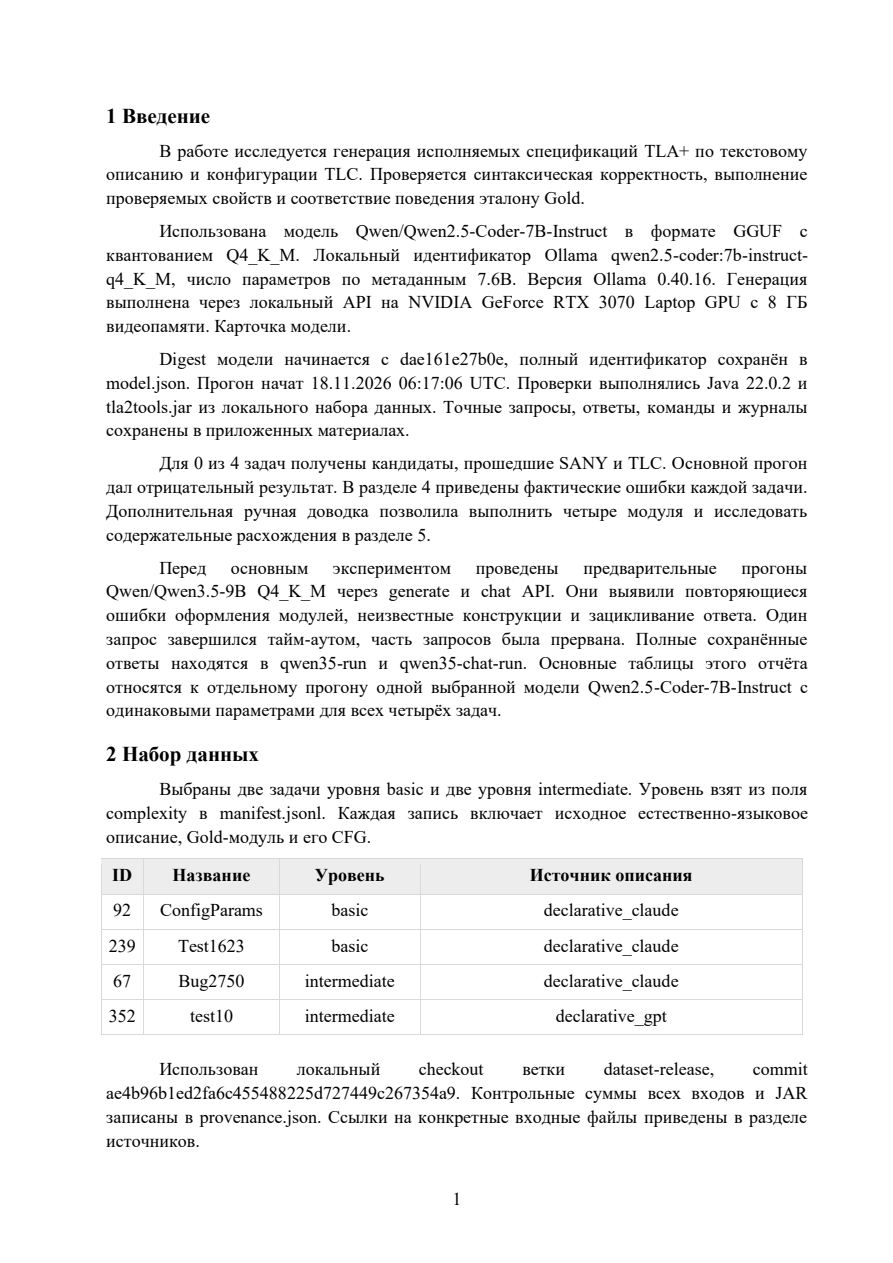 1 Введение
В работе исследуется генерация исполняемых спецификаций TLA+ по текстовому
описанию и конфигурации TLC. Проверяется синтаксическая корректность, выполнение
проверяемых свойств и соответствие поведения эталону Gold.
Использована модель Qwen/Qwen2.5-Coder-7B-Instruct в формате GGUF с
квантованием Q4_K_M. Локальный идентификатор Ollama qwen2.5-coder:7b-instruct-
q4_K_M, число параметров по метаданным 7.6B. Версия Ollama 0.40.16. Генерация
выполнена через локальный API на NVIDIA GeForce RTX 3070 Laptop GPU с 8 ГБ
видеопамяти. Карточка модели.
Digest модели начинается с dae161e27b0e, полный идентификатор сохранён в
model.json. Прогон начат 18.11.2026 06:17:06 UTC. Проверки выполнялись Java 22.0.2 и
tla2tools.jar из локального набора данных. Точные запросы, ответы, команды и журналы
сохранены в приложенных материалах.
Для 0 из 4 задач получены кандидаты, прошедшие SANY и TLC. Основной прогон
дал отрицательный результат. В разделе 4 приведены фактические ошибки каждой задачи.
Дополнительная ручная доводка позволила выполнить четыре модуля и исследовать
содержательные расхождения в разделе 5.
Перед основным экспериментом проведены предварительные прогоны
Qwen/Qwen3.5-9B Q4_K_M через generate и chat API. Они выявили повторяющиеся
ошибки оформления модулей, неизвестные конструкции и зацикливание ответа. Один
запрос завершился тайм-аутом, часть запросов была прервана. Полные сохранённые
ответы находятся в qwen35-run и qwen35-chat-run. Основные таблицы этого отчёта
относятся к отдельному прогону одной выбранной модели Qwen2.5-Coder-7B-Instruct с
одинаковыми параметрами для всех четырёх задач.
2 Набор данных
Выбраны две задачи уровня basic и две уровня intermediate. Уровень взят из поля
complexity в manifest.jsonl. Каждая запись включает исходное естественно-языковое
описание, Gold-модуль и его CFG.
ID Название Уровень Источник описания
92 ConfigParams basic declarative_claude
239 Test1623 basic declarative_claude
67 Bug2750 intermediate declarative_claude
352 test10 intermediate declarative_gpt
Использован локальный checkout ветки dataset-release, commit
ae4b96b1ed2fa6c455488225d727449c267354a9. Контрольные суммы всех входов и JAR
записаны в provenance.json. Ссылки на конкретные входные файлы приведены в разделе
источников.
1